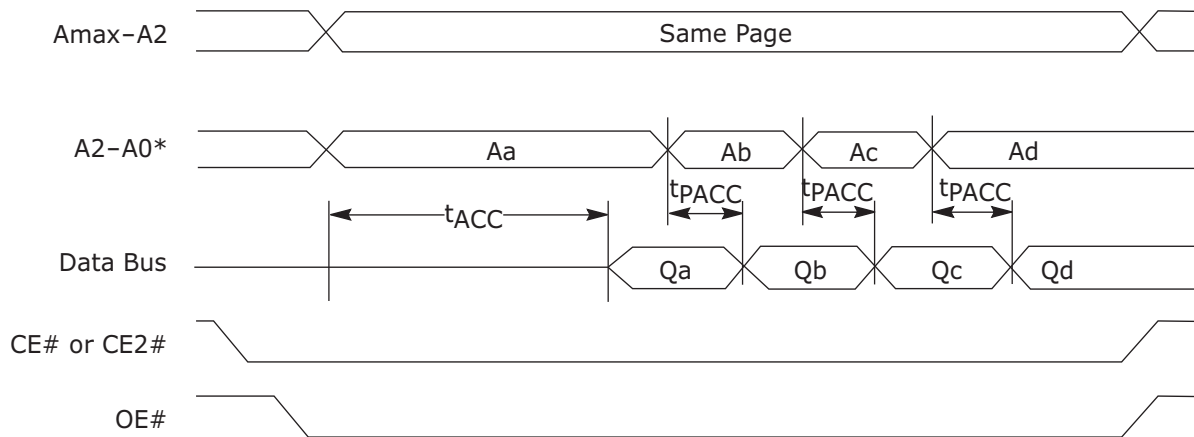 Amax–A2
Same Page
A2–A0*
Aa
Ab
Ac
Ad
tACC
tPACC
tPACC
tPACC
Data Bus
Qa
Qb
Qc
Qd
CE# or CE2#
OE#